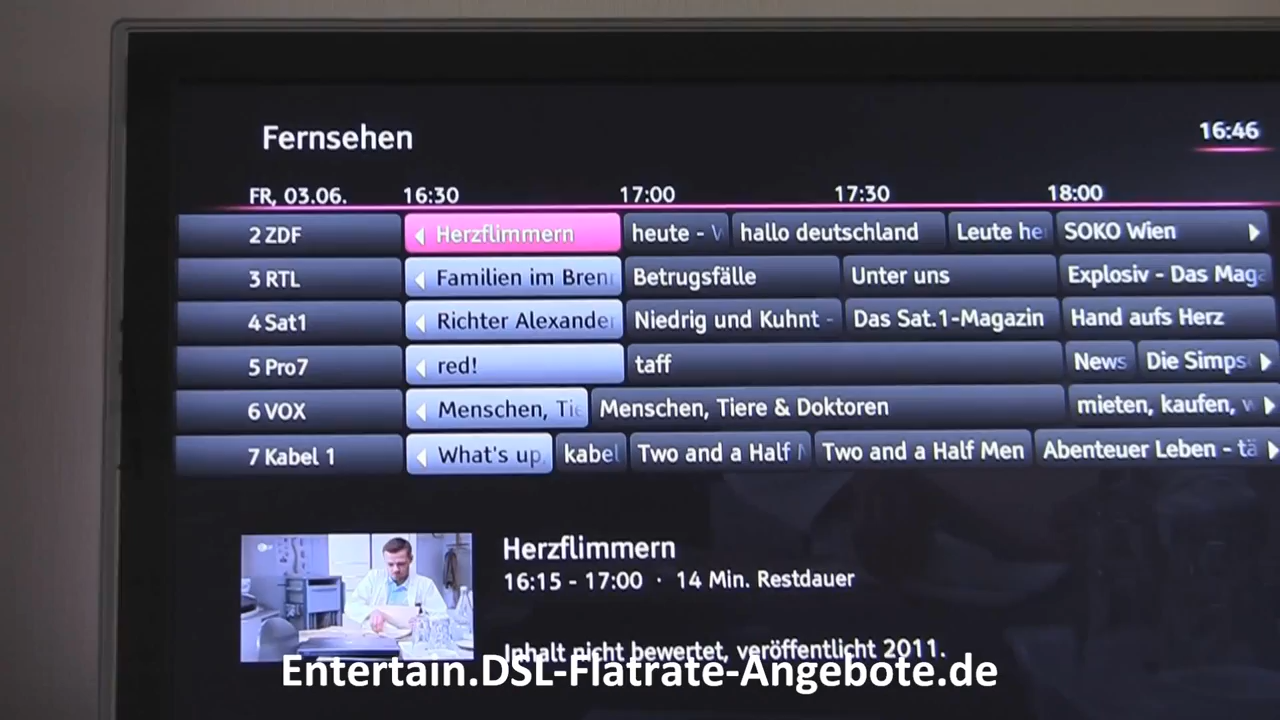 Fernsehen 16:46
FR, 03.06. 16:30 17:00 17:30 18:00
2 ZDF Herzflimmern heute - hallo deutschland Leute he SOKO Wien
3 RTL Familien im Bren Betrugsfälle Unter uns Explosiv - Das Maga
4 Sat1 Richter Alexander Niedrig und Kuhnt - Das Sat.1-Magazin Hand aufs Herz
5 Pro7 red! taff News Die Simps
6 VOX Menschen, Tie Menschen, Tiere & Doktoren mieten, kaufen, w
7 Kabel 1 What's up, kabel Two and a Half M Two and a Half Men Abenteuer Leben - tä
Herzflimmern
16:15 - 17:00 · 14 Min. Restdauer
Inhalt nicht bewertet, veröffentlicht 2011.
Entertain.DSL-Flatrate-Angebote.de